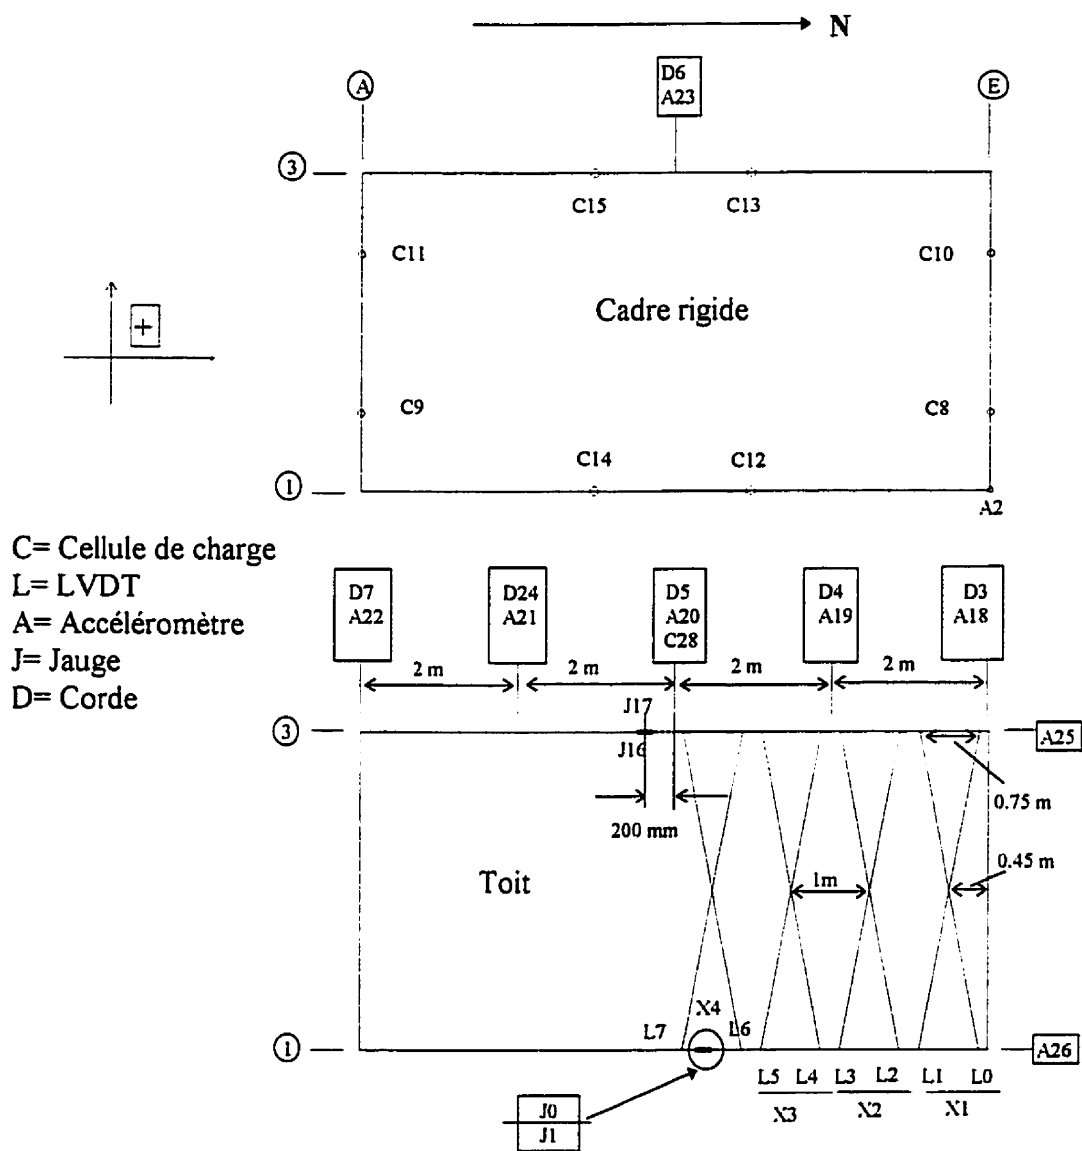 N
A
E
D6
A23
3
C15
C13
C11
C10
Cadre rigide
+
C9
C8
C14
C12
1
A2
C= Cellule de charge
L= LVDT
A= Accéléromètre
J= Jauge
D= Corde
D7
A22
D24
A21
D5
A20
C28
D4
A19
D3
A18
2 m
2 m
2 m
2 m
J17
3
J16
A25
0.75 m
200 mm
0.45 m
Toit
1m
X4
L7
L6
1
A26
L5 L4 L3 L2 L1 L0
X3
X2
X1
J0
J1